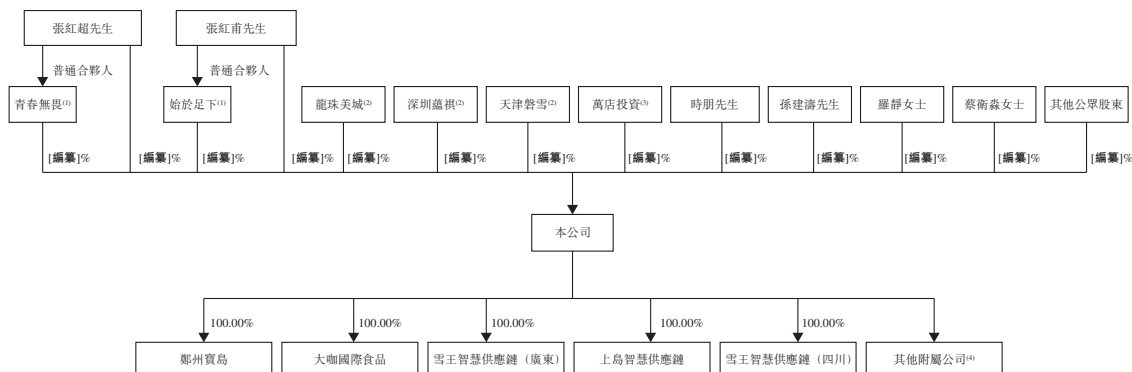 張紅超先生
張紅甫先生
普通合夥人
普通合夥人
青春無畏(1)
始於足下(1)
龍珠美城(2)
深圳蘊祺(2)
天津磐雪(2)
萬店投資(3)
時朋先生
孫建濤先生
羅靜女士
蔡衛淼女士
其他公眾股東
[編纂]%
[編纂]%
[編纂]%
[編纂]%
[編纂]%
[編纂]%
[編纂]%
[編纂]%
[編纂]%
[編纂]%
[編纂]%
[編纂]%
[編纂]%
本公司
100.00%
100.00%
100.00%
100.00%
100.00%
鄭州寶島
大咖國際食品
雪王智慧供應鏈（廣東）
上島智慧供應鏈
雪王智慧供應鏈（四川）
其他附屬公司(4)